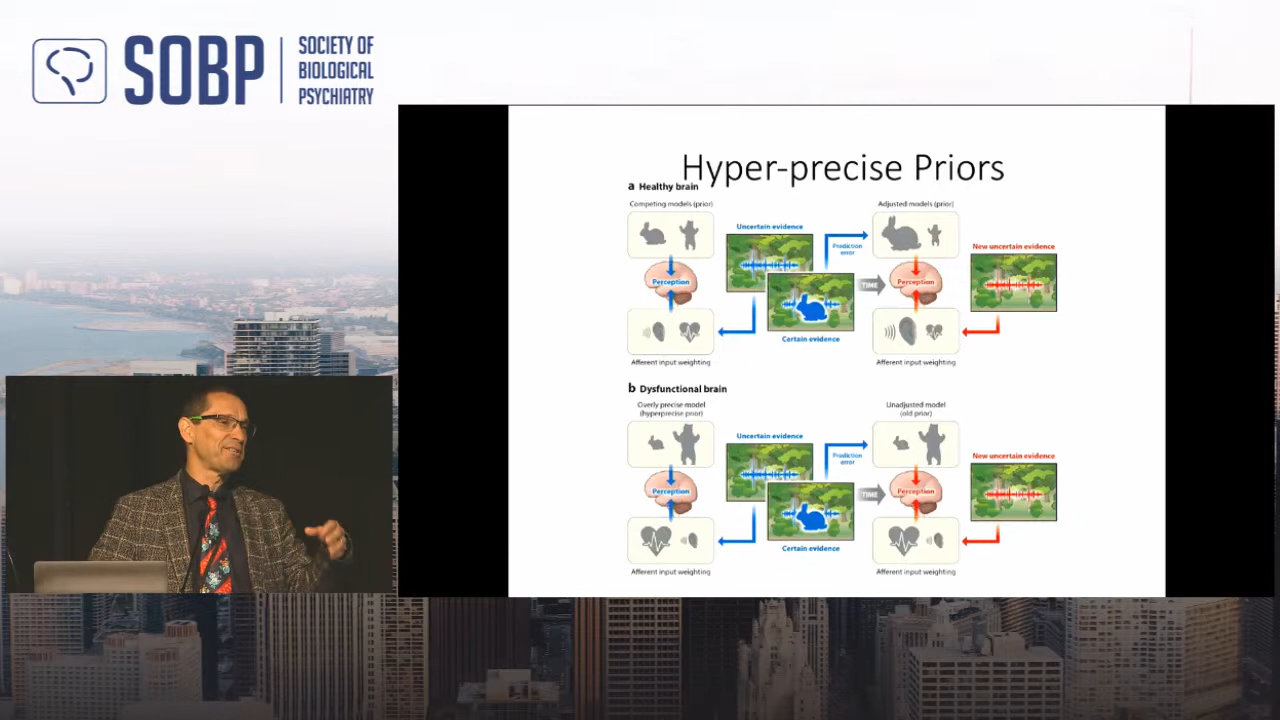 SOBP
SOCIETY OF
BIOLOGICAL
PSYCHIATRY
Hyper-precise Priors
a Healthy brain
Competing models (prior)
Adjusted models (prior)
Uncertain evidence
Prediction
error
New uncertain evidence
Perception
TIME
Perception
Certain evidence
Afferent input weighting
Afferent input weighting
b Dysfunctional brain
Overly precise model
(hyperprecise prior)
Unadjusted model
(old prior)
Uncertain evidence
Prediction
error
New uncertain evidence
Perception
TIME
Perception
Certain evidence
Afferent input weighting
Afferent input weighting